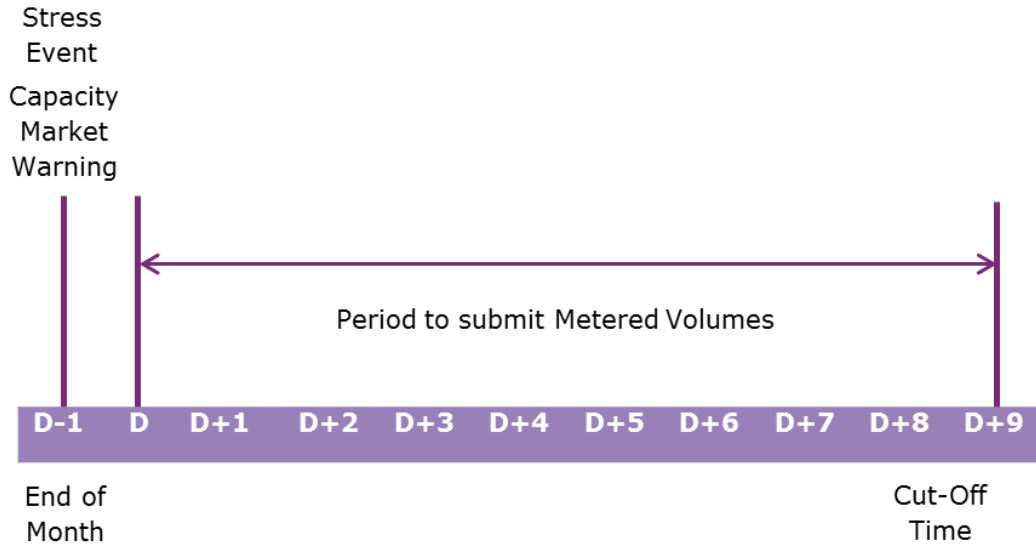 Stress
Event
Capacity
Market
Warning
Period to submit Metered Volumes
D-1 D D+1 D+2 D+3 D+4 D+5 D+6 D+7 D+8 D+9
End of
Month
Cut-Off
Time